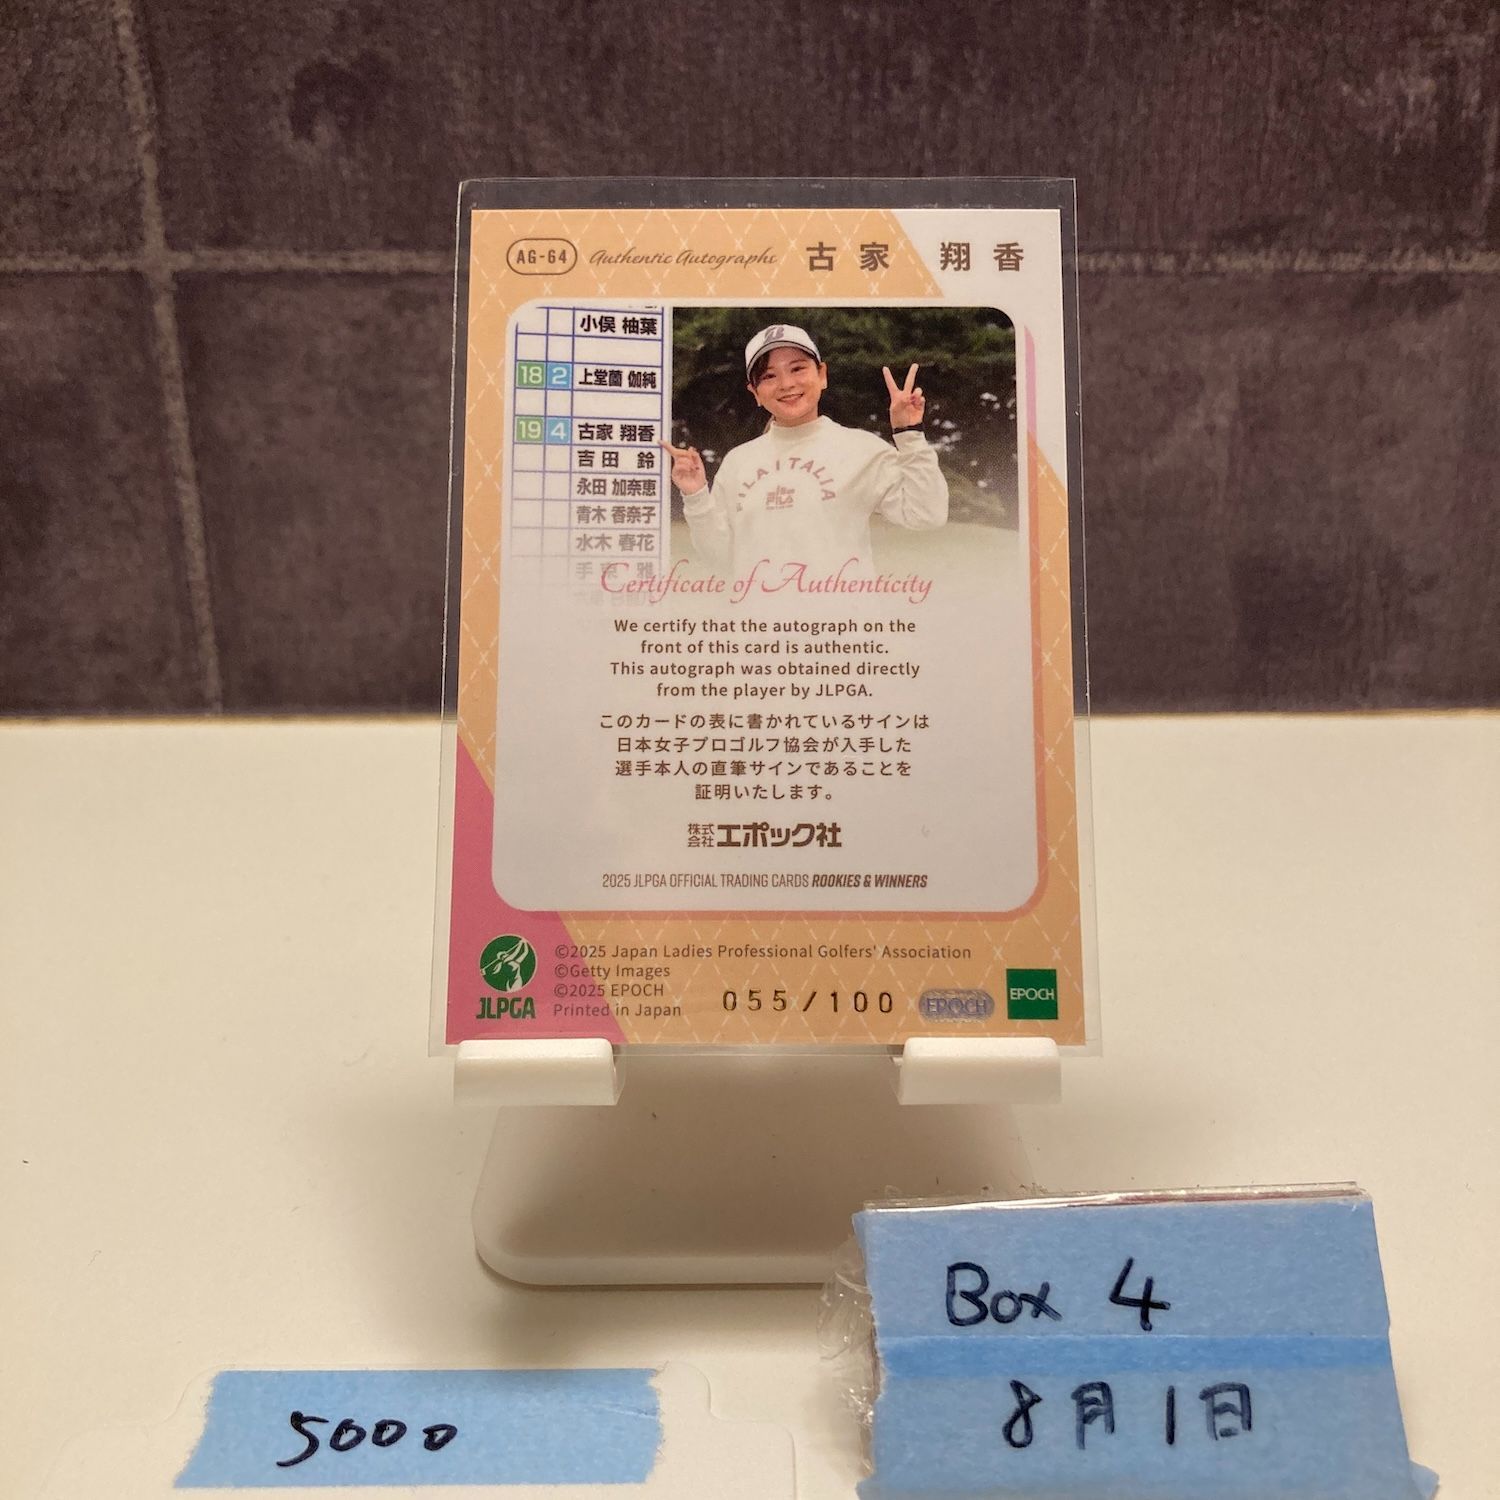 AG-64 Authentic Autographs 古家 翔香
小俣 柚葉
18 2 上堂薗 伽純
19 4 古家 翔香
吉田 鈴
永田 加奈恵
青木 香奈子
水木 春花
FILA ITALIA
FILA
Certificate of Authenticity
We certify that the autograph on the
front of this card is authentic.
This autograph was obtained directly
from the player by JLPGA.
このカードの表に書かれているサインは
日本女子プロゴルフ協会が入手した
選手本人の直筆サインであることを
証明いたします。
株式会社エポック社
2025 JLPGA OFFICIAL TRADING CARDS ROOKIES & WINNERS
©2025 Japan Ladies Professional Golfers' Association
©Getty Images
©2025 EPOCH
Printed in Japan
JLPGA
055/100
EPOCH
EPOCH
Box 4
8月1日
5000